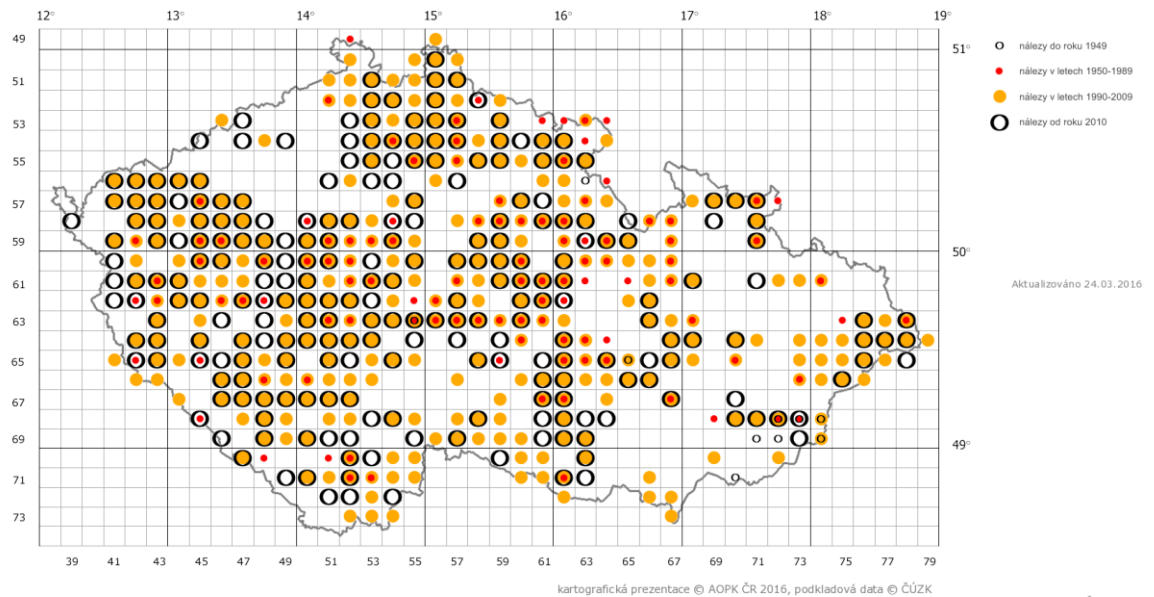 12° 13° 14° 15° 16° 17° 18° 19°
49 51°
51
53
55
57
59 50°
61
63
65
67
69 49°
71
73
39 41 43 45 47 49 51 53 55 57 59 61 63 65 67 69 71 73 75 77 79
nálezy do roku 1949
nálezy v letech 1950-1989
nálezy v letech 1990-2009
nálezy od roku 2010
Aktualizováno 24.03.2016
kartografická prezentace © AOPK ČR 2016, podkladová data © ČÚZK